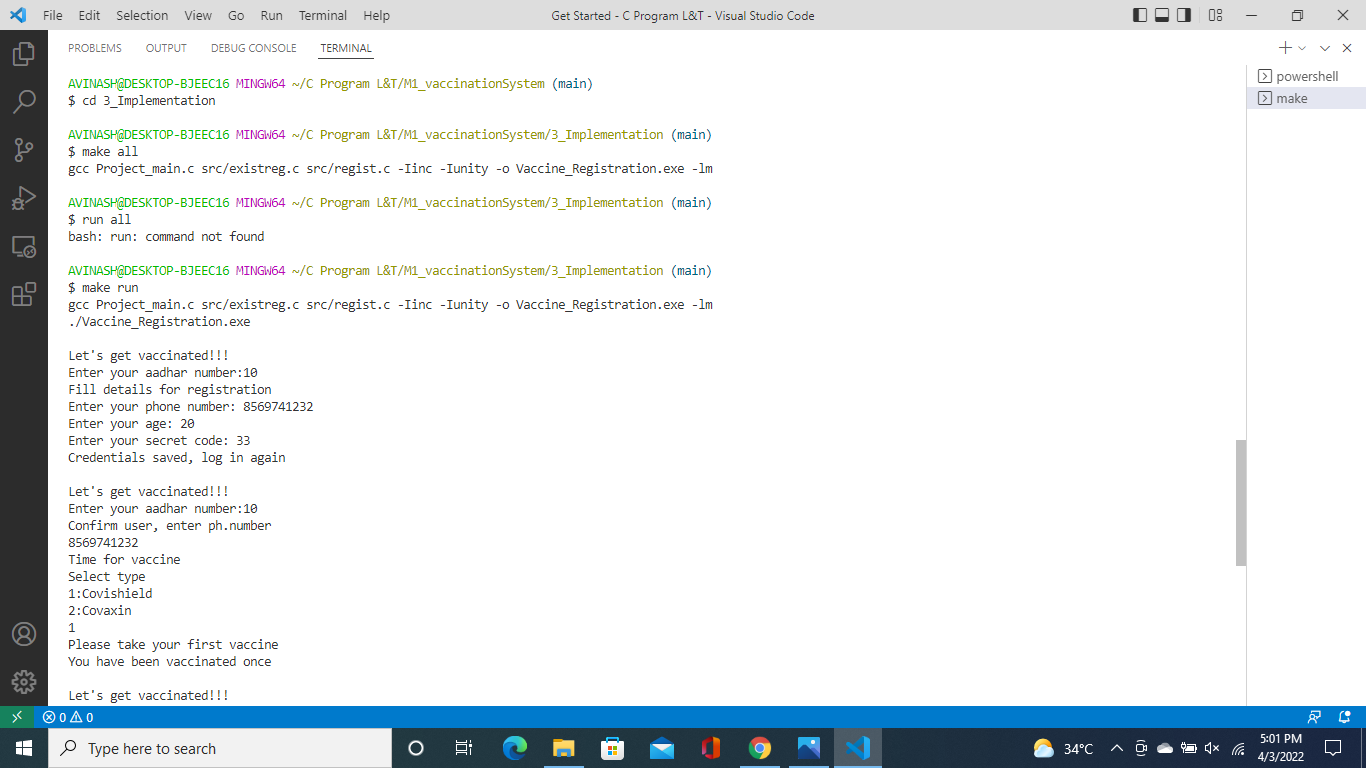 File Edit Selection View Go Run Terminal Help Get Started - C Program L&T - Visual Studio Code
PROBLEMS OUTPUT DEBUG CONSOLE TERMINAL
AVINASH@DESKTOP-BJEEC16 MINGW64 ~/C Program L&T/M1_vaccinationSystem (main)
$ cd 3_Implementation
AVINASH@DESKTOP-BJEEC16 MINGW64 ~/C Program L&T/M1_vaccinationSystem/3_Implementation (main)
$ make all
gcc Project_main.c src/existreg.c src/regist.c -Iinc -Iunity -o Vaccine_Registration.exe -lm
AVINASH@DESKTOP-BJEEC16 MINGW64 ~/C Program L&T/M1_vaccinationSystem/3_Implementation (main)
$ run all
bash: run: command not found
AVINASH@DESKTOP-BJEEC16 MINGW64 ~/C Program L&T/M1_vaccinationSystem/3_Implementation (main)
$ make run
gcc Project_main.c src/existreg.c src/regist.c -Iinc -Iunity -o Vaccine_Registration.exe -lm
./Vaccine_Registration.exe
Let's get vaccinated!!!
Enter your aadhar number:10
Fill details for registration
Enter your phone number: 8569741232
Enter your age: 20
Enter your secret code: 33
Credentials saved, log in again
Let's get vaccinated!!!
Enter your aadhar number:10
Confirm user, enter ph.number
8569741232
Time for vaccine
Select type
1:Covishield
2:Covaxin
1
Please take your first vaccine
You have been vaccinated once
Let's get vaccinated!!!
powershell
make
0 0
Type here to search
34°C
5:01 PM
4/3/2022